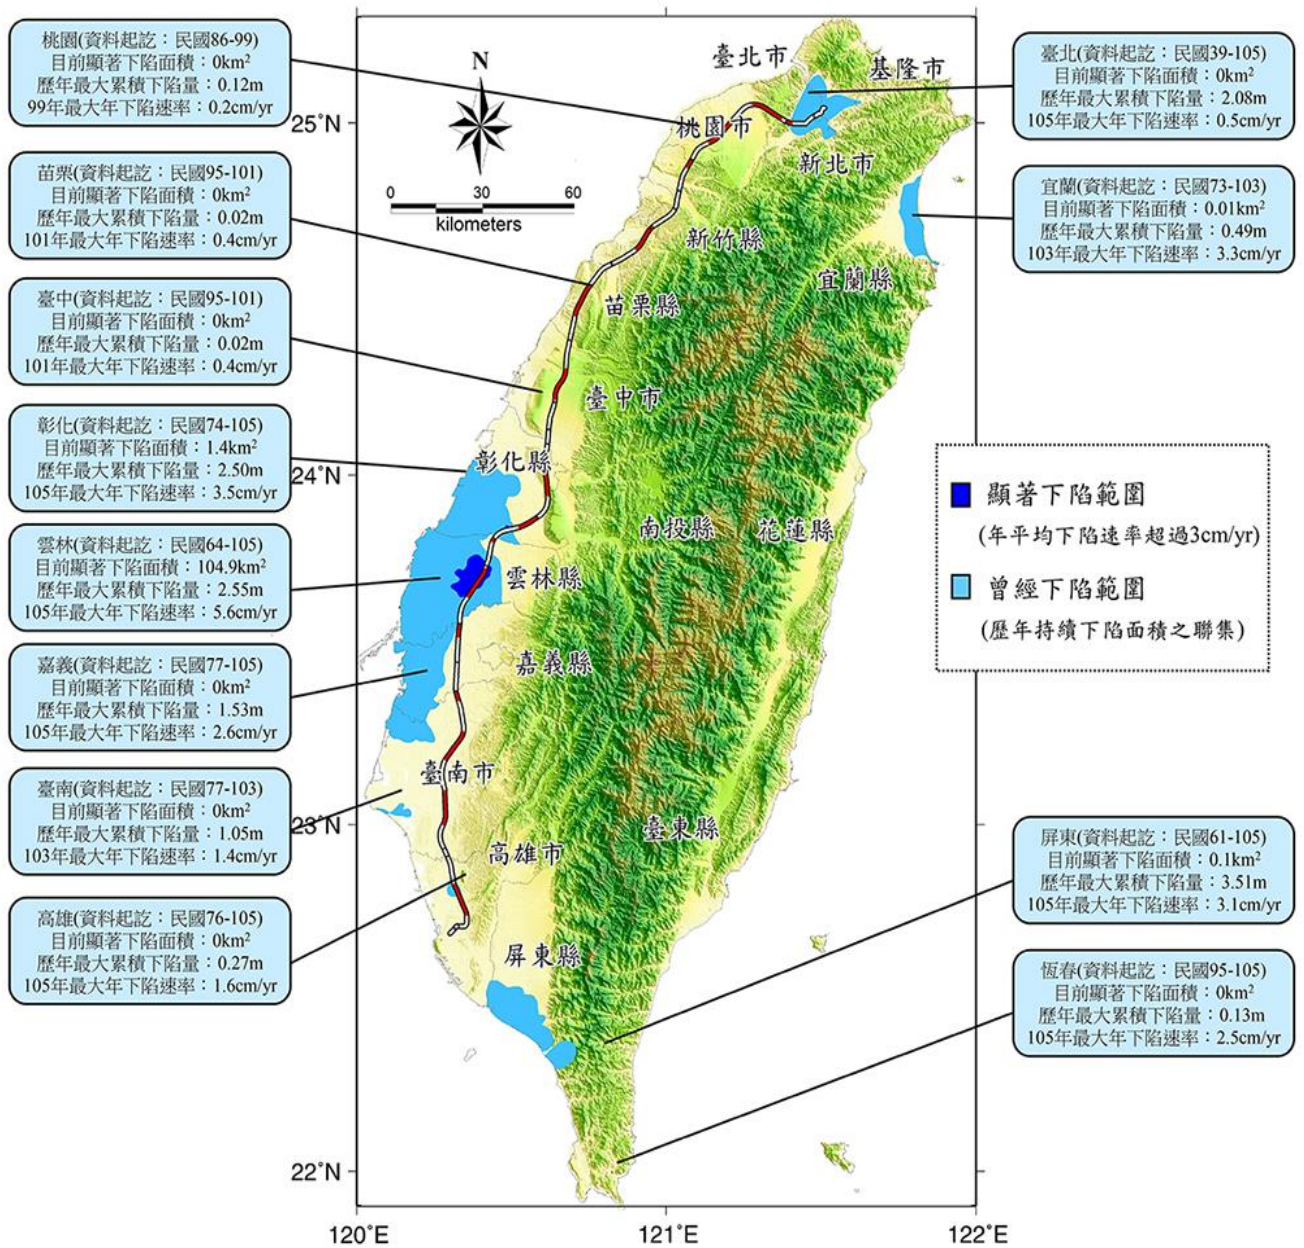 桃園(資料起訖：民國86-99)
目前顯著下陷面積：0km²
歷年最大累積下陷量：0.12m
99年最大年下陷速率：0.2cm/yr
苗栗(資料起訖：民國95-101)
目前顯著下陷面積：0km²
歷年最大累積下陷量：0.02m
101年最大年下陷速率：0.4cm/yr
臺中(資料起訖：民國95-101)
目前顯著下陷面積：0km²
歷年最大累積下陷量：0.02m
101年最大年下陷速率：0.4cm/yr
彰化(資料起訖：民國74-105)
目前顯著下陷面積：1.4km²
歷年最大累積下陷量：2.50m
105年最大年下陷速率：3.5cm/yr
雲林(資料起訖：民國64-105)
目前顯著下陷面積：104.9km²
歷年最大累積下陷量：2.55m
105年最大年下陷速率：5.6cm/yr
嘉義(資料起訖：民國77-105)
目前顯著下陷面積：0km²
歷年最大累積下陷量：1.53m
105年最大年下陷速率：2.6cm/yr
臺南(資料起訖：民國77-103)
目前顯著下陷面積：0km²
歷年最大累積下陷量：1.05m
103年最大年下陷速率：1.4cm/yr
高雄(資料起訖：民國76-105)
目前顯著下陷面積：0km²
歷年最大累積下陷量：0.27m
105年最大年下陷速率：1.6cm/yr
N
0 30 60
kilometers
25°N
24°N
23°N
22°N
120°E
121°E
122°E
臺北市
基隆市
桃園市
新北市
新竹縣
宜蘭縣
苗栗縣
臺中市
彰化縣
南投縣
花蓮縣
雲林縣
嘉義縣
臺南市
高雄市
臺東縣
屏東縣
臺北(資料起訖：民國39-105)
目前顯著下陷面積：0km²
歷年最大累積下陷量：2.08m
105年最大年下陷速率：0.5cm/yr
宜蘭(資料起訖：民國73-103)
目前顯著下陷面積：0.01km²
歷年最大累積下陷量：0.49m
103年最大年下陷速率：3.3cm/yr
顯著下陷範圍
(年平均下陷速率超過3cm/yr)
曾經下陷範圍
(歷年持續下陷面積之聯集)
屏東(資料起訖：民國61-105)
目前顯著下陷面積：0.1km²
歷年最大累積下陷量：3.51m
105年最大年下陷速率：3.1cm/yr
恆春(資料起訖：民國95-105)
目前顯著下陷面積：0km²
歷年最大累積下陷量：0.13m
105年最大年下陷速率：2.5cm/yr